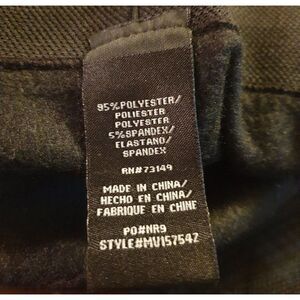 95%POLYESTER/
POLIESTER
POLYESTER
5%SPANDEX/
ELASTANO/
SPANDEX
RN#73149
MADE IN CHINA/
HECHO EN CHINA/
FABRIQUE EN CHINE
PO#NR9
STYLE#MV157542